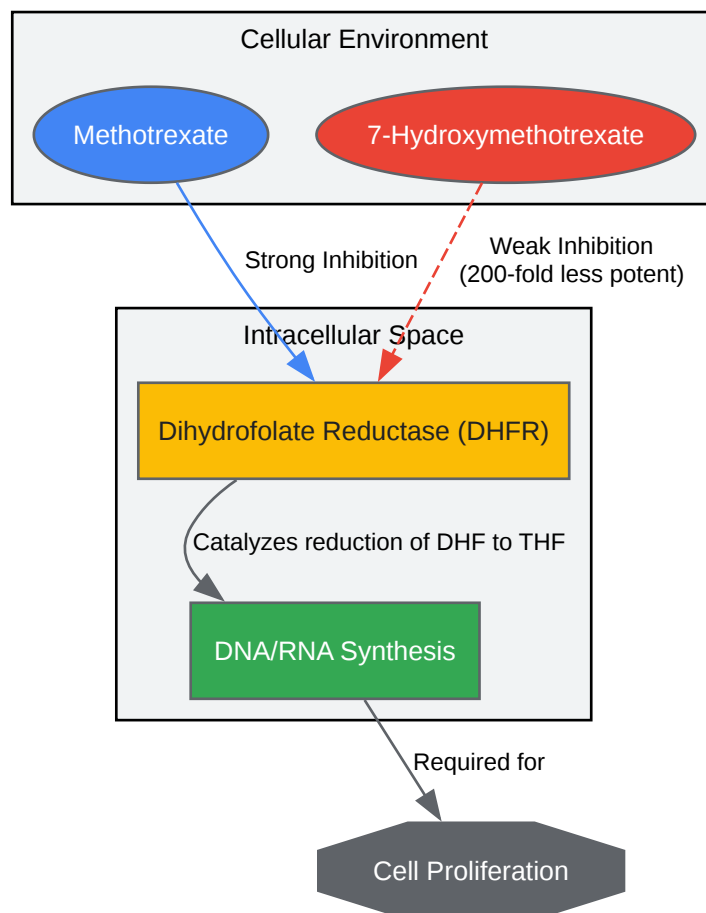 Cellular Environment
Methotrexate
7-Hydroxymethotrexate
Strong Inhibition
Weak Inhibition
(200-fold less potent)
Intracellular Space
Dihydrofolate Reductase (DHFR)
Catalyzes reduction of DHF to THF
DNA/RNA Synthesis
Required for
Cell Proliferation